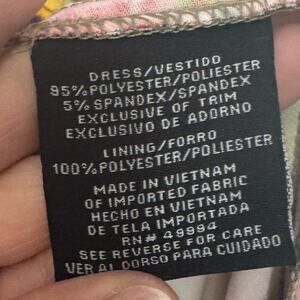 DRESS/VESTIDO
95%POLYESTER/POLIESTER
5% SPANDEX/SPANDEX
EXCLUSIVE OF TRIM
EXCLUSIVO DE ADORNO
LINING/FORRO
100%POLYESTER/POLIESTER
MADE IN VIETNAM
OF IMPORTED FABRIC
HECHO EN VIETNAM
DE TELA IMPORTADA
RN# 49994
SEE REVERSE FOR CARE
VER AL DORSO PARA CUIDADO